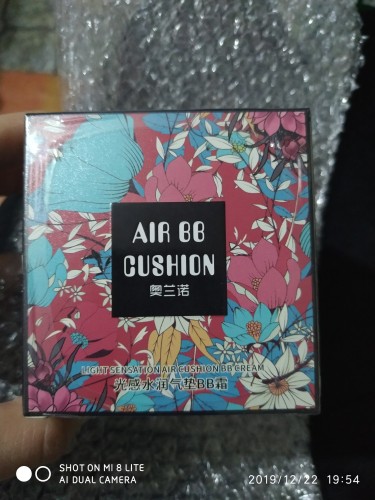 AIR BB
CUSHION
奥兰诺
LIGHT SENSATION AIR CUSHION BB CREAM
光感水润气垫BB霜
SHOT ON MI 8 LITE
AI DUAL CAMERA
2019/12/22 19:54